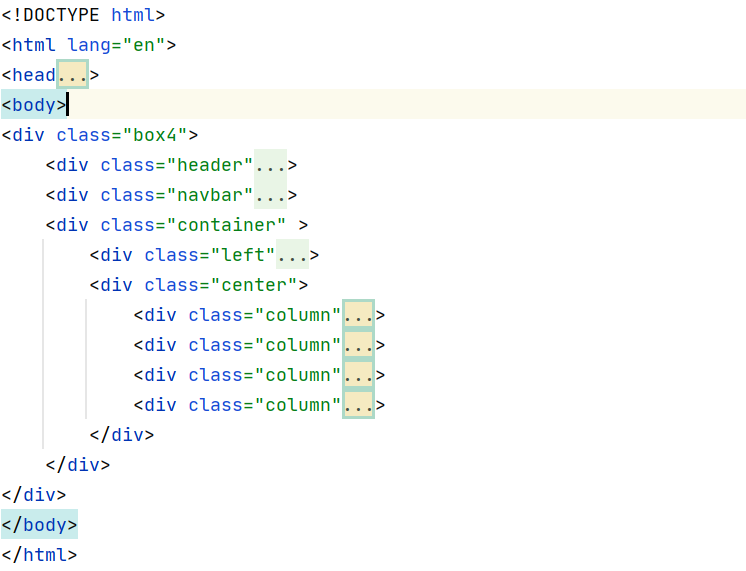 <!DOCTYPE html>
<html lang="en">
<head...>
<body>
<div class="box4">
    <div class="header"...>
    <div class="navbar"...>
    <div class="container" >
        <div class="left"...>
        <div class="center">
            <div class="column"...>
            <div class="column"...>
            <div class="column"...>
            <div class="column"...>
        </div>
    </div>
</div>
</body>
</html>